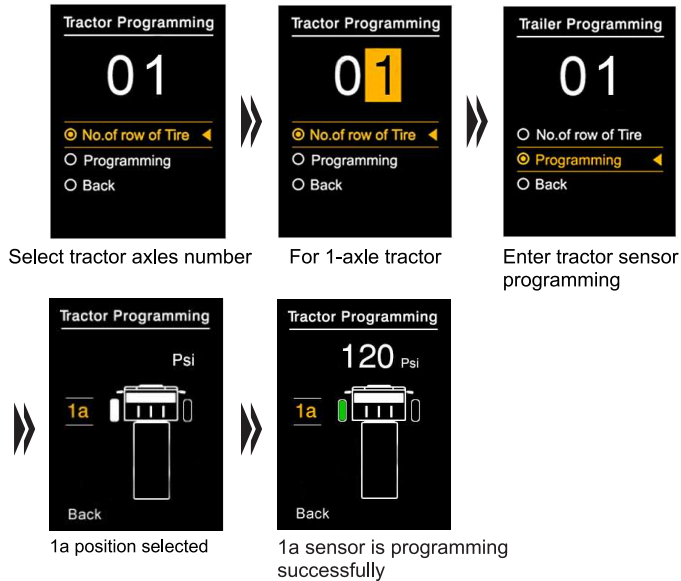 Tractor Programming
01
No.of row of Tire
Programming
Back
Select tractor axles number
Tractor Programming
01
No.of row of Tire
Programming
Back
For 1-axle tractor
Trailer Programming
01
No.of row of Tire
Programming
Back
Enter tractor sensor
programming
Tractor Programming
Psi
1a
Back
1a position selected
Tractor Programming
120 Psi
1a
Back
1a sensor is programming
successfully